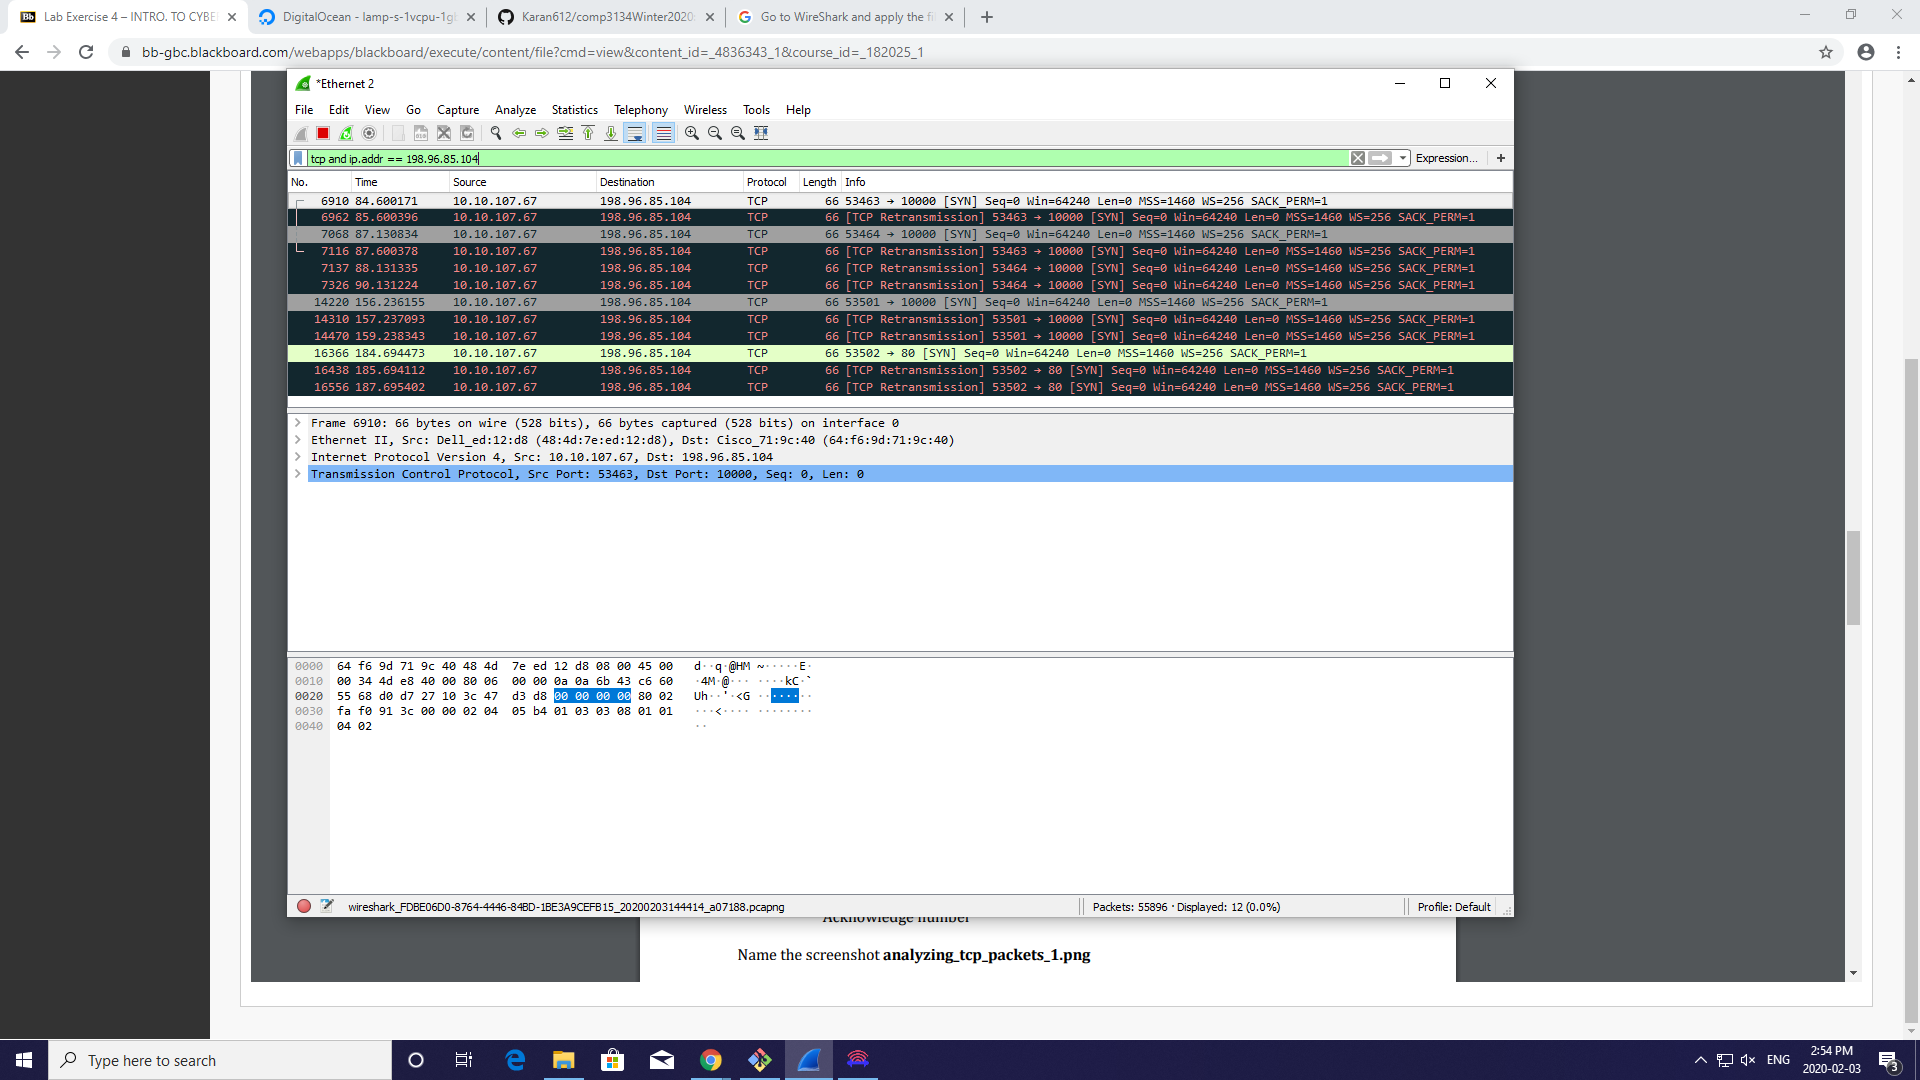 Lab Exercise 4 – INTRO. TO CYBE
DigitalOcean - lamp-s-1vcpu-1g
Karan612/comp3134Winter2020
Go to WireShark and apply the fi
bb-gbc.blackboard.com/webapps/blackboard/execute/content/file?cmd=view&content_id=_4836343_1&course_id=_182025_1
*Ethernet 2
File Edit View Go Capture Analyze Statistics Telephony Wireless Tools Help
tcp and ip.addr == 198.96.85.104
Expression...
No. Time Source Destination Protocol Length Info
6910 84.600171 10.10.107.67 198.96.85.104 TCP 66 53463 → 10000 [SYN] Seq=0 Win=64240 Len=0 MSS=1460 WS=256 SACK_PERM=1
6962 85.600396 10.10.107.67 198.96.85.104 TCP 66 [TCP Retransmission] 53463 → 10000 [SYN] Seq=0 Win=64240 Len=0 MSS=1460 WS=256 SACK_PERM=1
7068 87.130834 10.10.107.67 198.96.85.104 TCP 66 53464 → 10000 [SYN] Seq=0 Win=64240 Len=0 MSS=1460 WS=256 SACK_PERM=1
7116 87.600378 10.10.107.67 198.96.85.104 TCP 66 [TCP Retransmission] 53463 → 10000 [SYN] Seq=0 Win=64240 Len=0 MSS=1460 WS=256 SACK_PERM=1
7137 88.131335 10.10.107.67 198.96.85.104 TCP 66 [TCP Retransmission] 53464 → 10000 [SYN] Seq=0 Win=64240 Len=0 MSS=1460 WS=256 SACK_PERM=1
7326 90.131224 10.10.107.67 198.96.85.104 TCP 66 [TCP Retransmission] 53464 → 10000 [SYN] Seq=0 Win=64240 Len=0 MSS=1460 WS=256 SACK_PERM=1
14220 156.236155 10.10.107.67 198.96.85.104 TCP 66 53501 → 10000 [SYN] Seq=0 Win=64240 Len=0 MSS=1460 WS=256 SACK_PERM=1
14310 157.237093 10.10.107.67 198.96.85.104 TCP 66 [TCP Retransmission] 53501 → 10000 [SYN] Seq=0 Win=64240 Len=0 MSS=1460 WS=256 SACK_PERM=1
14470 159.238343 10.10.107.67 198.96.85.104 TCP 66 [TCP Retransmission] 53501 → 10000 [SYN] Seq=0 Win=64240 Len=0 MSS=1460 WS=256 SACK_PERM=1
16366 184.694473 10.10.107.67 198.96.85.104 TCP 66 53502 → 80 [SYN] Seq=0 Win=64240 Len=0 MSS=1460 WS=256 SACK_PERM=1
16438 185.694112 10.10.107.67 198.96.85.104 TCP 66 [TCP Retransmission] 53502 → 80 [SYN] Seq=0 Win=64240 Len=0 MSS=1460 WS=256 SACK_PERM=1
16556 187.695402 10.10.107.67 198.96.85.104 TCP 66 [TCP Retransmission] 53502 → 80 [SYN] Seq=0 Win=64240 Len=0 MSS=1460 WS=256 SACK_PERM=1
Frame 6910: 66 bytes on wire (528 bits), 66 bytes captured (528 bits) on interface 0
Ethernet II, Src: Dell_ed:12:d8 (48:4d:7e:ed:12:d8), Dst: Cisco_71:9c:40 (64:f6:9d:71:9c:40)
Internet Protocol Version 4, Src: 10.10.107.67, Dst: 198.96.85.104
Transmission Control Protocol, Src Port: 53463, Dst Port: 10000, Seq: 0, Len: 0
0000 64 f6 9d 71 9c 40 48 4d 7e ed 12 d8 08 00 45 00 d··q·@HM ~·····E·
0010 00 34 4d e8 40 00 80 06 00 00 0a 0a 6b 43 c6 60 ·4M·@··· ····kC·`
0020 55 68 d0 d7 27 10 3c 47 d3 d8 00 00 00 00 80 02 Uh··'·<G ········
0030 fa f0 91 3c 00 00 02 04 05 b4 01 03 03 08 01 01 ···<···· ········
0040 04 02 ··
wireshark_FDBE06D0-8764-4446-84BD-1BE3A9CEFB15_20200203144414_a07188.pcapng
Packets: 55896 · Displayed: 12 (0.0%)
Profile: Default
Acknowledge number
Name the screenshot analyzing_tcp_packets_1.png
Type here to search
ENG
2:54 PM
2020-02-03
3